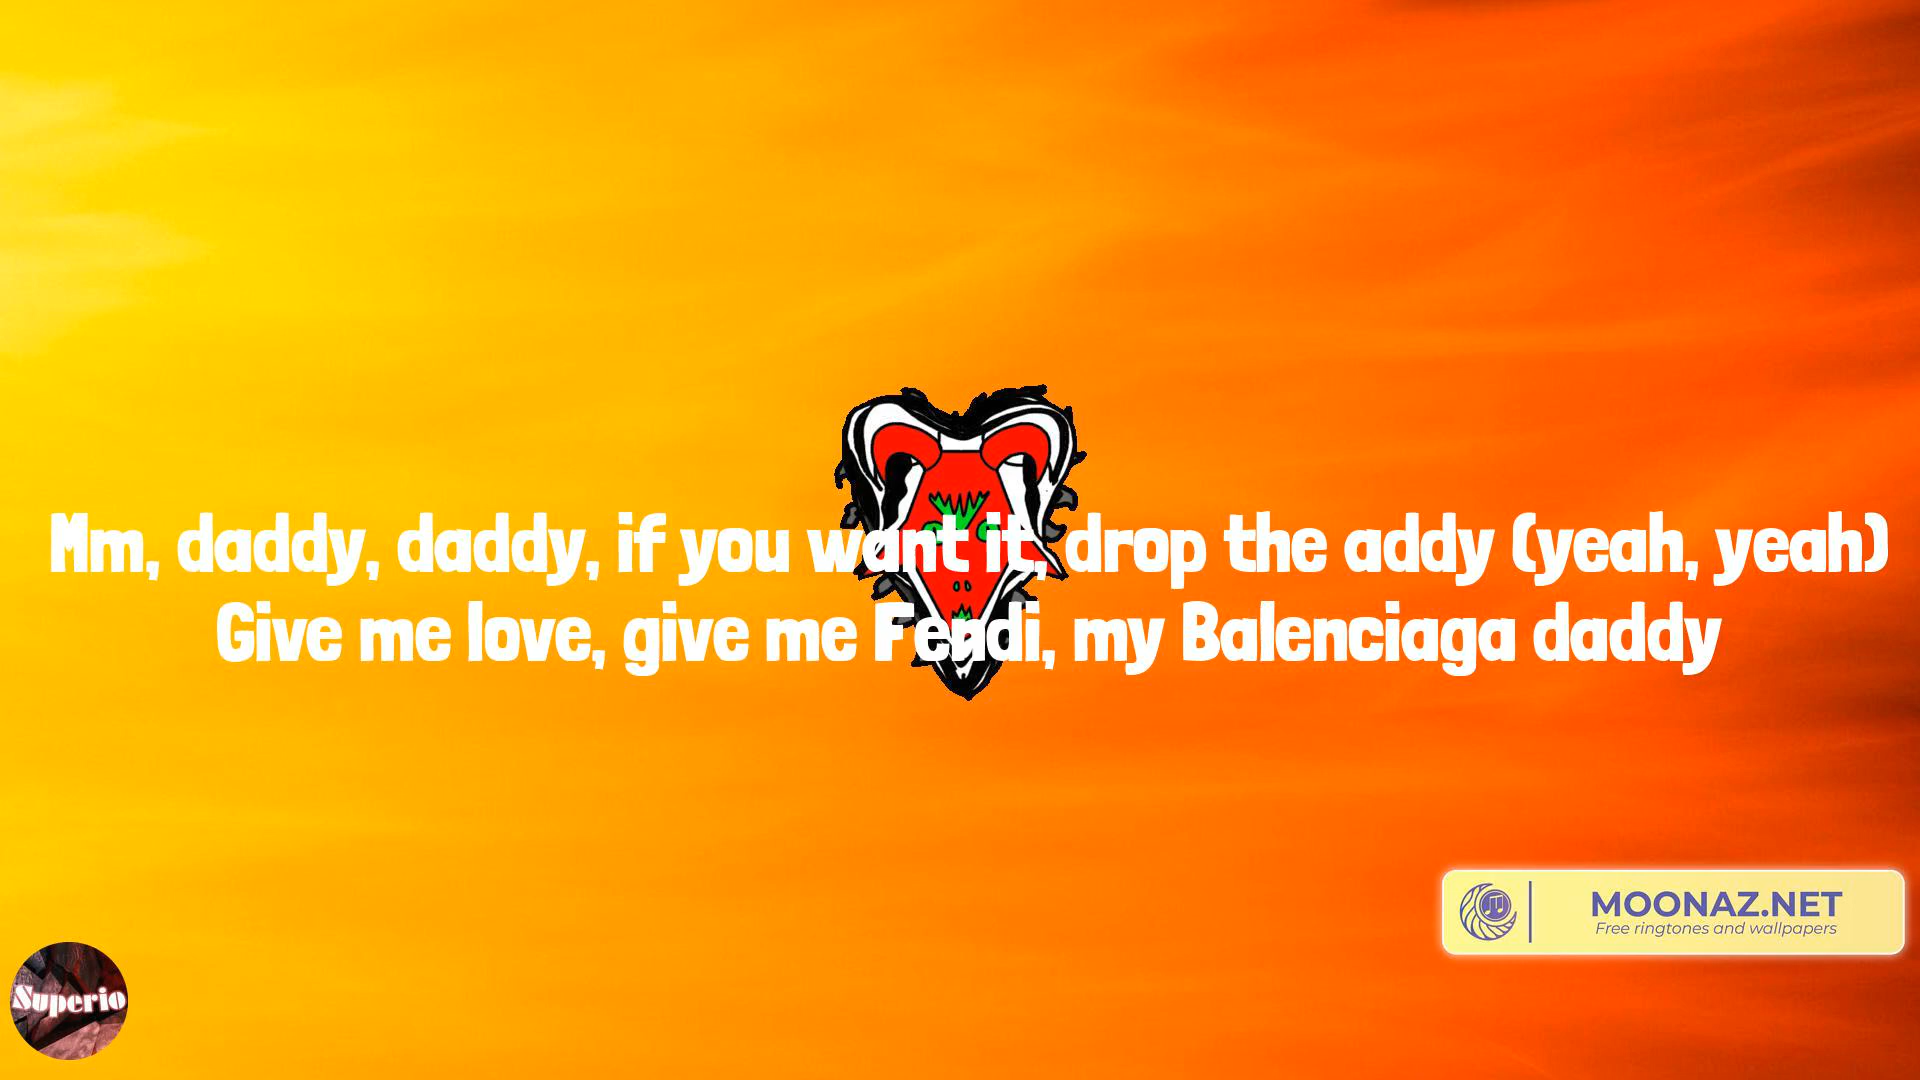 Mm, daddy, daddy, if you want it, drop the addy (yeah, yeah)
Give me love, give me Fendi, my Balenciaga daddy
MOONAZ.NET
Free ringtones and wallpapers
Superio